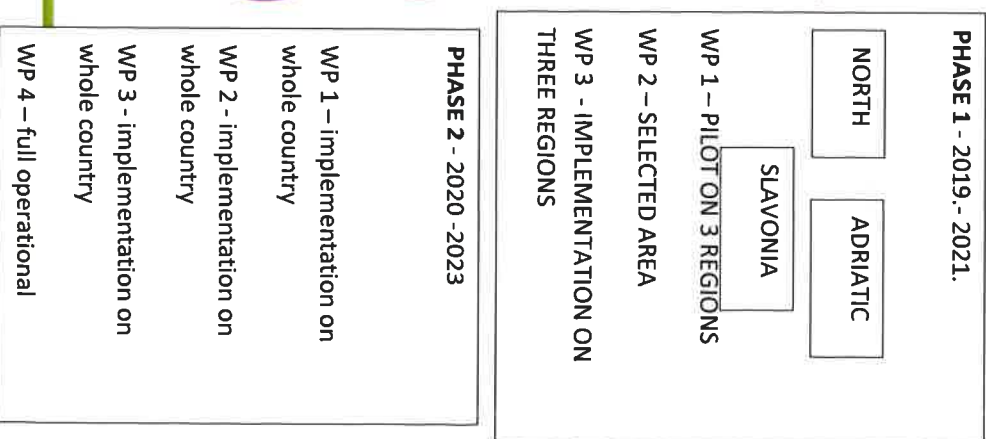 PHASE 1 - 2019.- 2021.
NORTH
ADRIATIC
SLAVONIA
WP 1 – PILOT ON 3 REGIONS
WP 2 – SELECTED AREA
WP 3 - IMPLEMENTATION ON
THREE REGIONS
PHASE 2 - 2020 -2023
WP 1 – implementation on
whole country
WP 2 - implementation on
whole country
WP 3 - implementation on
whole country
WP 4 – full operational